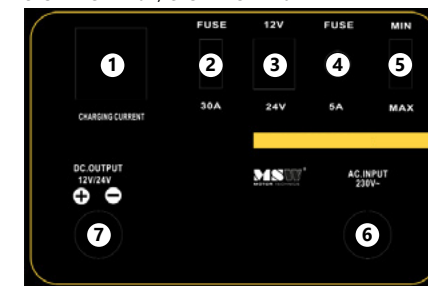 FUSE 12V FUSE MIN
1 2 3 4 5
30A 24V 5A MAX
CHARGING CURRENT
DC.OUTPUT
12V/24V
+ −
MSW
MOTOR TECHNICS
AC.INPUT
230V~
7 6